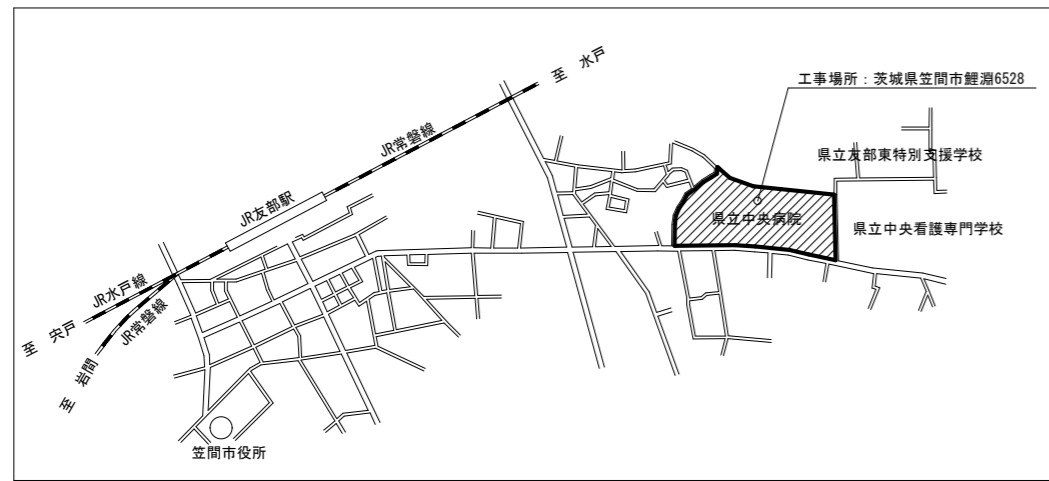 至 水戸
工事場所：茨城県笠間市鯉淵6528
JR常磐線
県立友部東特別支援学校
JR友部駅
県立中央病院
県立中央看護専門学校
JR水戸線
至 宍戸
JR常磐線
至 岩間
笠間市役所